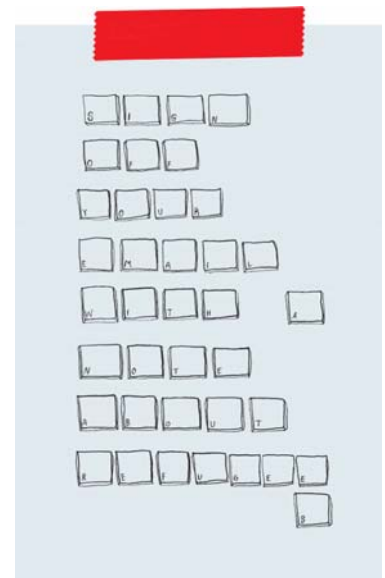 SIGN
OFF
YOUR
EMAIL
WITH A
NOTE
ABOUT
REFUGEE
S